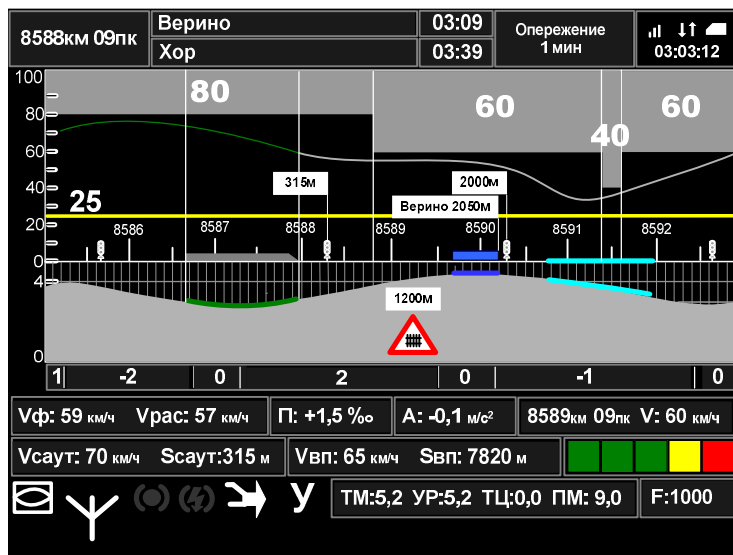 8588км 09пк
Верино 03:09
Хор 03:39
Опережение
1 мин
03:03:12
100
80
60
40
20
0
4
0
80
60
60
40
315м
2000м
25
Верино 2050м
8586 8587 8588 8589 8590 8591 8592
1200м
1 -2 0 2 0 -1 0
Vф: 59 км/ч Vрас: 57 км/ч
П: +1,5 ‰
А: -0,1 м/с²
8589км 09пк V: 60 км/ч
Vсаут: 70 км/ч Sсаут:315 м
Vвп: 65 км/ч Sвп: 7820 м
У
ТМ:5,2 УР:5,2 ТЦ:0,0 ПМ: 9,0
F:1000